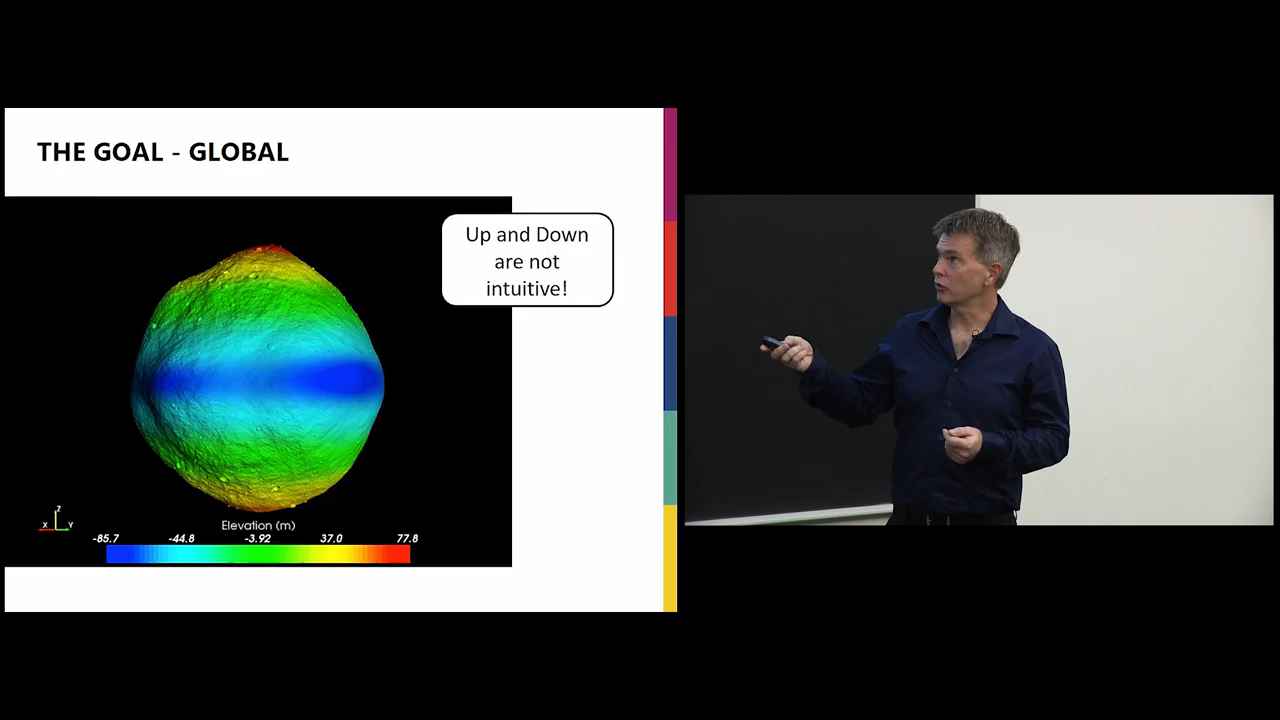 THE GOAL - GLOBAL
Up and Down
are not
intuitive!
Z
X Y
Elevation (m)
-85.7 -44.8 -3.92 37.0 77.8